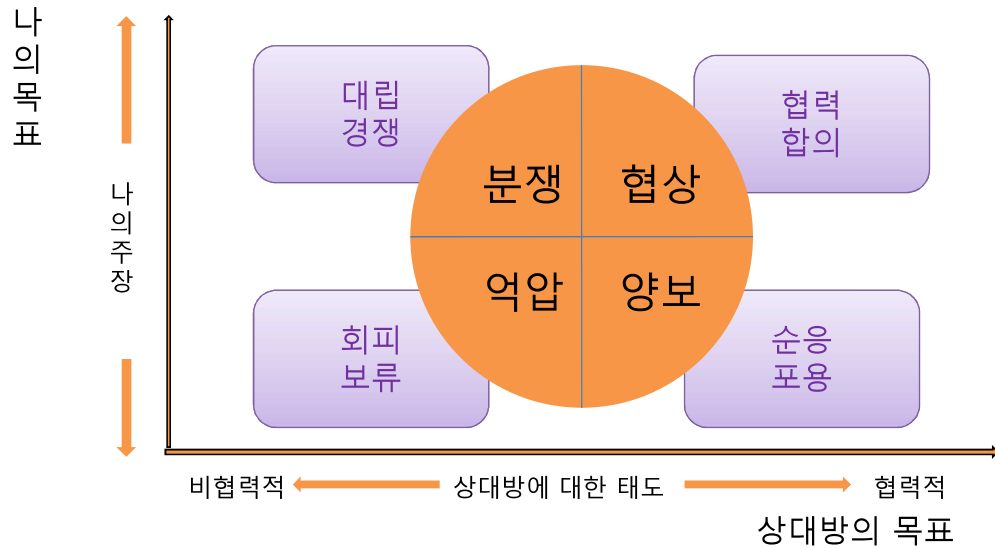 나
의
목
표
나
의
주
장
대립
경쟁
협력
합의
분쟁
협상
억압
양보
회피
보류
순응
포용
비협력적
상대방에 대한 태도
협력적
상대방의 목표